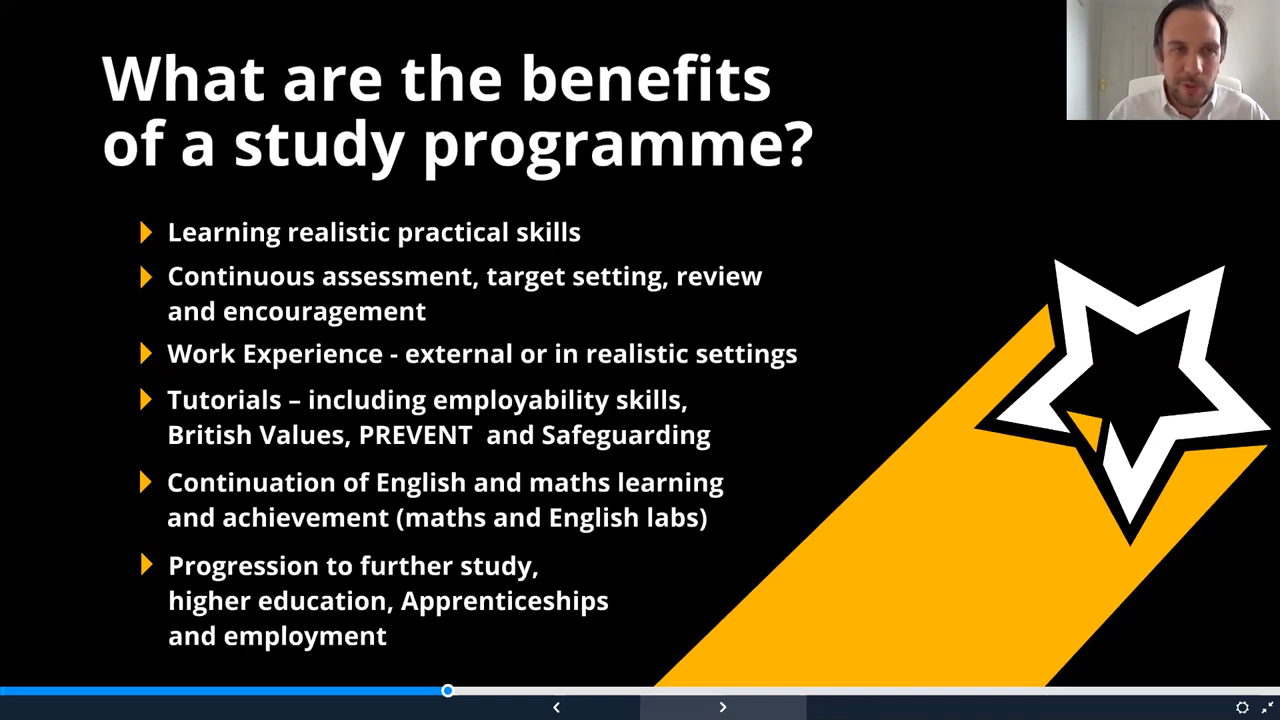 What are the benefits
of a study programme?
Learning realistic practical skills
Continuous assessment, target setting, review
and encouragement
Work Experience - external or in realistic settings
Tutorials – including employability skills,
British Values, PREVENT  and Safeguarding
Continuation of English and maths learning
and achievement (maths and English labs)
Progression to further study,
higher education, Apprenticeships
and employment